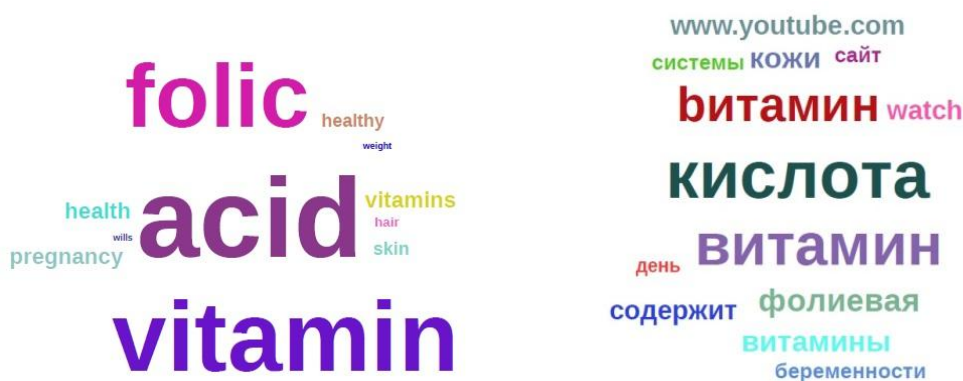 folic
healthy
weight
acid
vitamins
health
hair
wills
skin
pregnancy
vitamin
www.youtube.com
системы кожи сайт
bитамин watch
кислота
витамин
день
содержит фолиевая
витамины
беременности